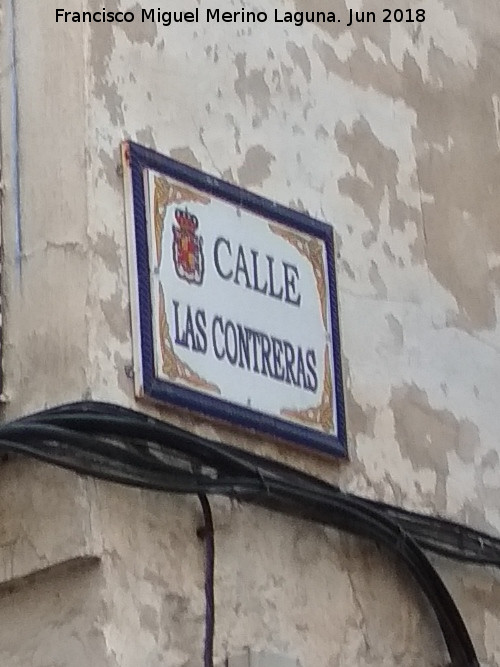 Francisco Miguel Merino Laguna. Jun 2018
CALLE
LAS CONTRERAS